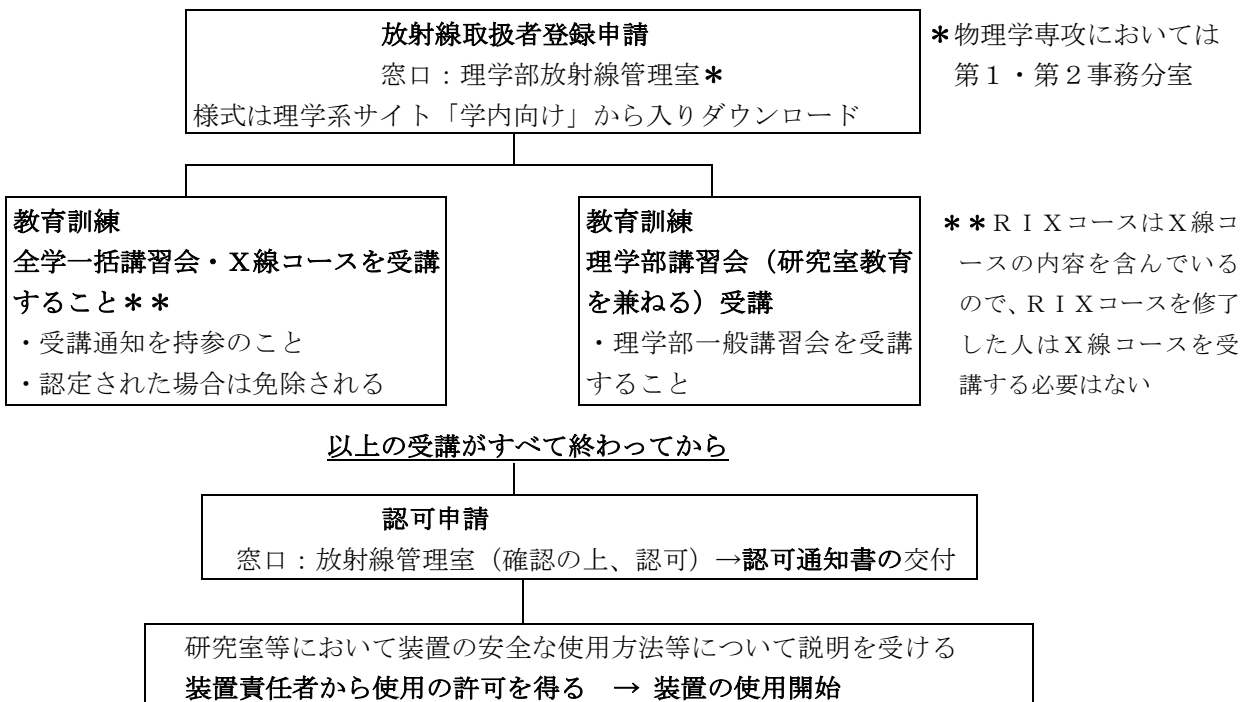 放射線取扱者登録申請
窓口：理学部放射線管理室＊
様式は理学系サイト「学内向け」から入りダウンロード
＊物理学専攻においては
第１・第２事務分室
教育訓練
全学一括講習会・Ｘ線コースを受講
すること＊＊
・受講通知を持参のこと
・認定された場合は免除される
教育訓練
理学部講習会（研究室教育
を兼ねる）受講
・理学部一般講習会を受講
すること
＊＊ＲＩＸコースはＸ線コ
ースの内容を含んでいる
ので、ＲＩＸコースを修了
した人はＸ線コースを受
講する必要はない
以上の受講がすべて終わってから
認可申請
窓口：放射線管理室（確認の上、認可）→認可通知書の交付
研究室等において装置の安全な使用方法等について説明を受ける
装置責任者から使用の許可を得る　→ 装置の使用開始